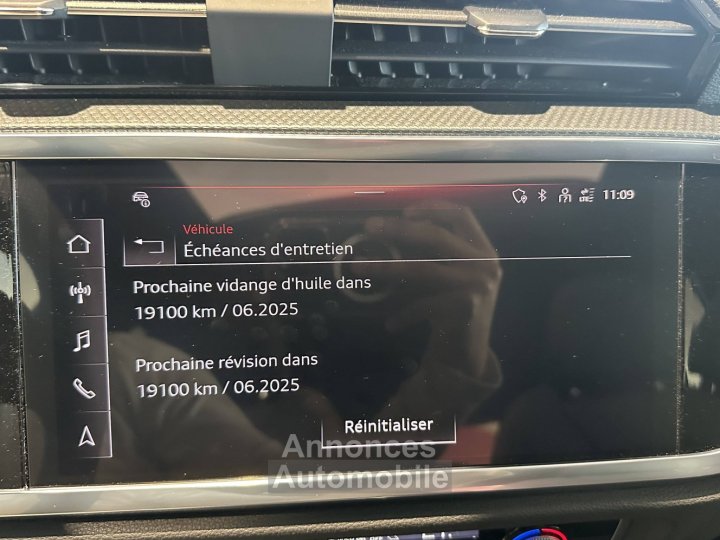 11:09
Véhicule
Échéances d'entretien
Prochaine vidange d'huile dans
19100 km / 06.2025
Prochaine révision dans
19100 km / 06.2025
Réinitialiser
Annonces
Automobile